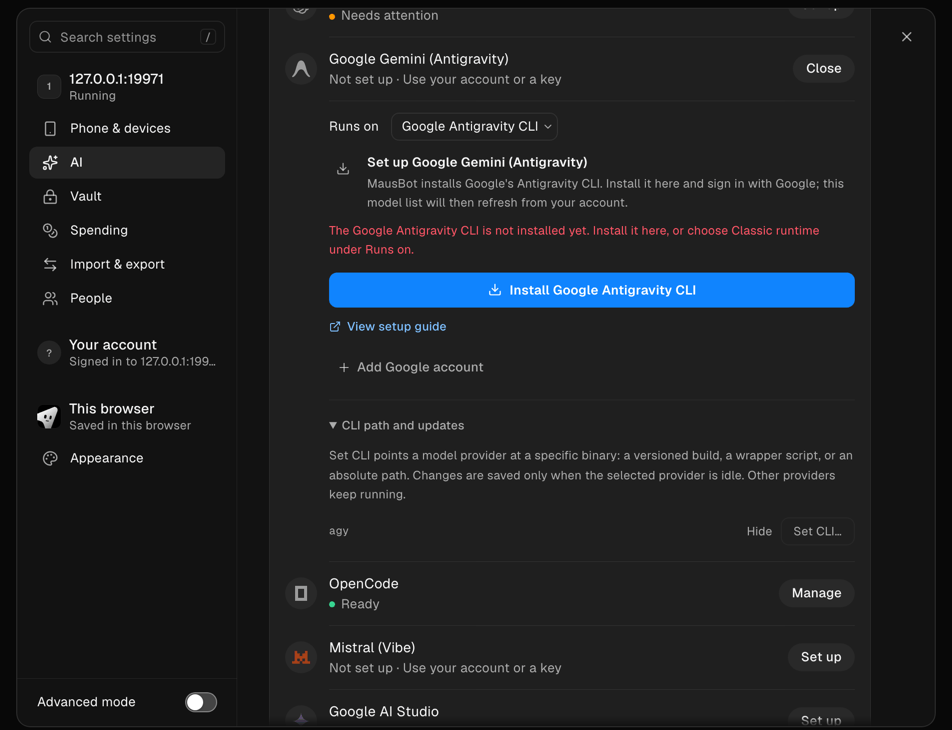 Search settings
/
1
127.0.0.1:19971
Running
Phone & devices
AI
Vault
Spending
Import & export
People
?
Your account
Signed in to 127.0.0.1:199...
This browser
Saved in this browser
Appearance
Advanced mode
Needs attention
Google Gemini (Antigravity)
Not set up · Use your account or a key
Close
Runs on
Google Antigravity CLI
Set up Google Gemini (Antigravity)
MausBot installs Google's Antigravity CLI. Install it here and sign in with Google; this
model list will then refresh from your account.
The Google Antigravity CLI is not installed yet. Install it here, or choose Classic runtime
under Runs on.
Install Google Antigravity CLI
View setup guide
Add Google account
CLI path and updates
Set CLI points a model provider at a specific binary: a versioned build, a wrapper script, or an
absolute path. Changes are saved only when the selected provider is idle. Other providers
keep running.
agy
Hide
Set CLI...
OpenCode
Ready
Manage
Mistral (Vibe)
Not set up · Use your account or a key
Set up
Google AI Studio
Set up